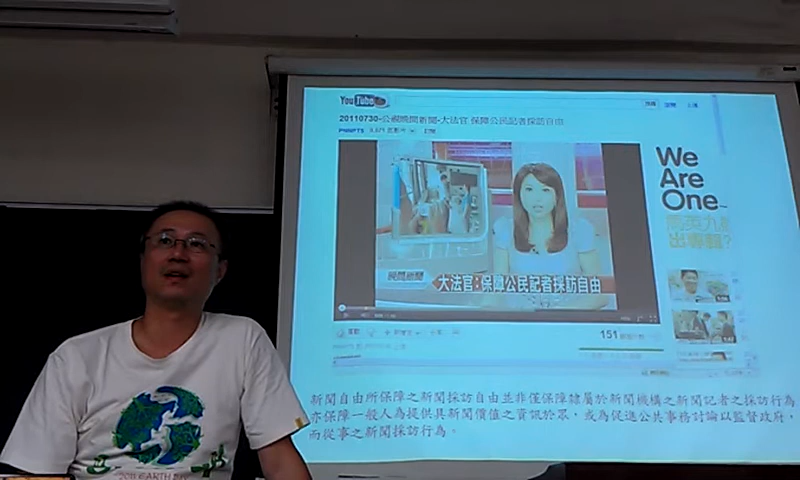 YouTube
20110730-公視晚間新聞-大法官 保障公民記者採訪自由
We
Are
One
晚間新聞
大法官:保障公民記者採訪自由
151
新聞自由所保障之新聞採訪自由並非僅保障隸屬於新聞機構之新聞記者之採訪行為
亦保障一般人為提供具新聞價值之資訊於眾，或為促進公共事務討論以監督政府，
而從事之新聞採訪行為。
EARTH DAY